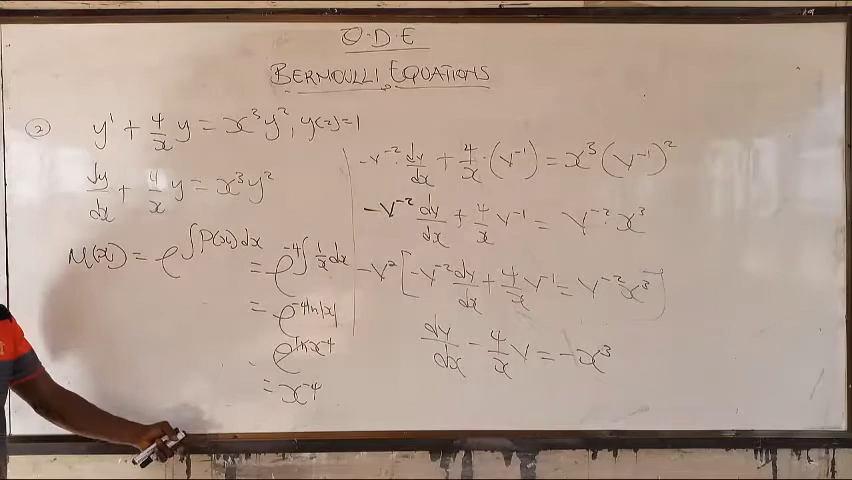 O.D.E
BERMOULLI EQUATIONS
② y' + 4/x y = x³y², y(2)=1
dy/dx + 4/x y = x³y²
M(x) = e^∫P(x)dx = e^-4∫1/x dx
= e^-4ln|x|
e^ln x^-4
= x^-4
-v^-2 · dv/dx + 4/x · (v^-1) = x³(v^-1)²
-v^-2 dv/dx + 4/x v^-1 = v^-2 · x³
-v²[-v^-2 dv/dx + 4/x v^-1 = v^-2 x³]
dv/dx - 4/x v = -x³